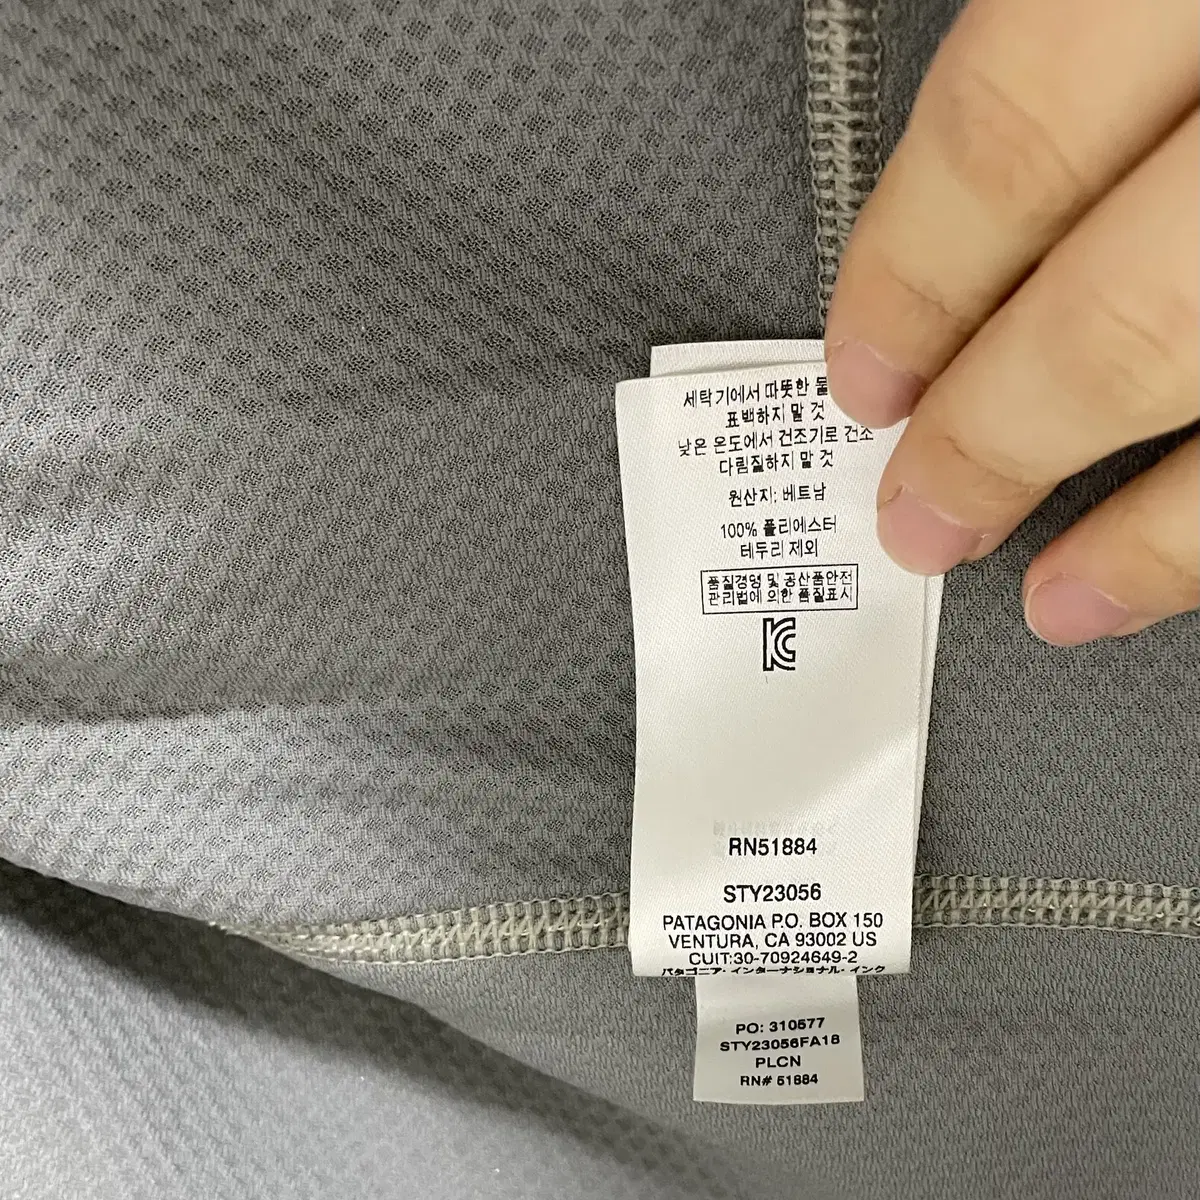 세탁기에서 따뜻한 물
표백하지 말 것
낮은 온도에서 건조기로 건조
다림질하지 말 것
원산지: 베트남
100% 폴리에스터
테두리 제외
품질경영 및 공산품안전
관리법에 의한 품질표시
RN51884
STY23056
PATAGONIA P.O. BOX 150
VENTURA, CA 93002 US
CUIT:30-70924649-2
パタゴニア・インターナショナル・インク
PO: 310577
STY23056FA18
PLCN
RN# 51884